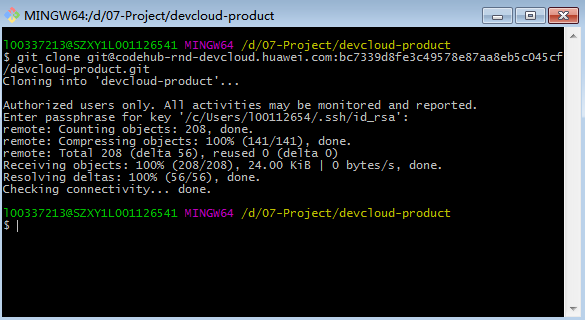 MINGW64:/d/07-Project/devcloud-product
l00337213@SZXY1L001126541 MINGW64 /d/07-Project/devcloud-product
$ git clone git@codehub-rnd-devcloud.huawei.com:bc7339d8fe3c49578e87aa8eb5c045cf
/devcloud-product.git
Cloning into 'devcloud-product'...
Authorized users only. All activities may be monitored and reported.
Enter passphrase for key '/c/Users/l00112654/.ssh/id_rsa':
remote: Counting objects: 208, done.
remote: Compressing objects: 100% (141/141), done.
remote: Total 208 (delta 56), reused 0 (delta 0)
Receiving objects: 100% (208/208), 24.00 KiB | 0 bytes/s, done.
Resolving deltas: 100% (56/56), done.
Checking connectivity... done.
l00337213@SZXY1L001126541 MINGW64 /d/07-Project/devcloud-product
$